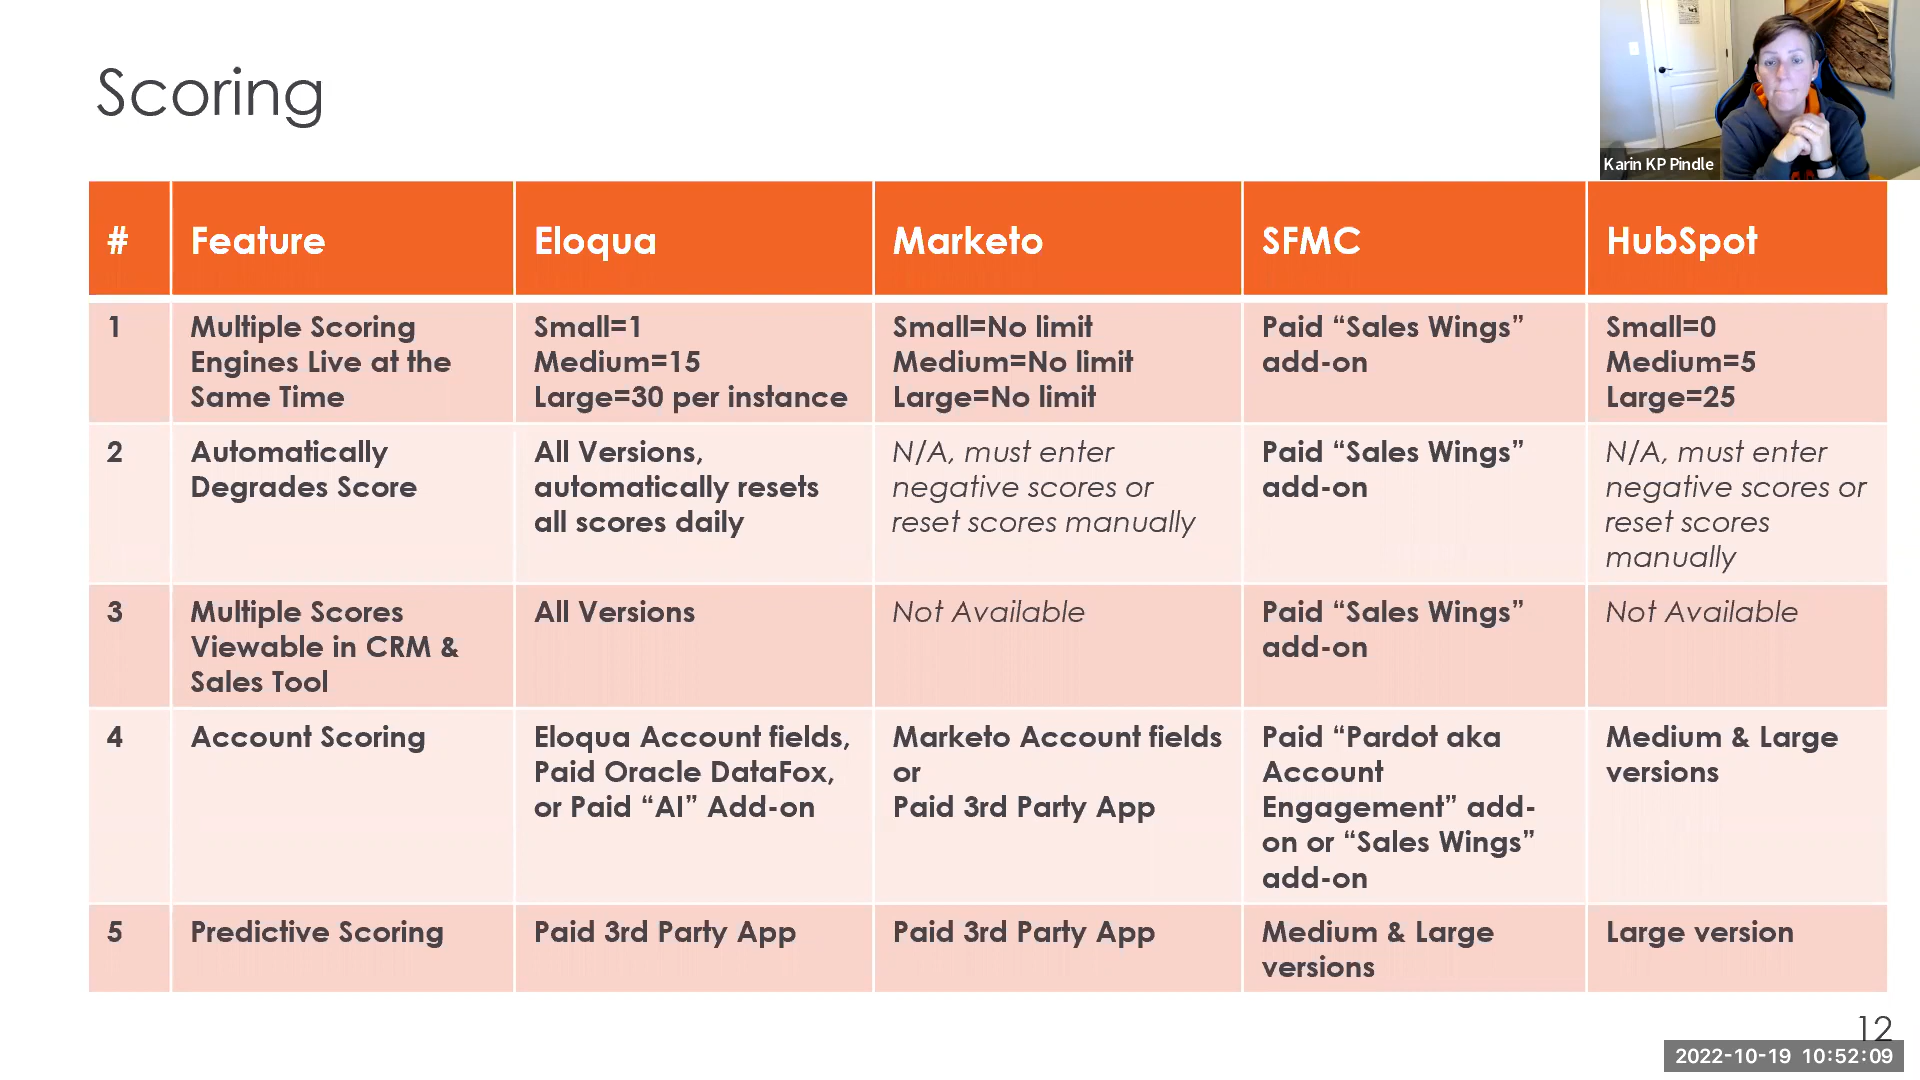 Scoring
Karin KP Pindle
#
Feature
Eloqua
Marketo
SFMC
HubSpot
1
Multiple Scoring
Engines Live at the
Same Time
Small=1
Medium=15
Large=30 per instance
Small=No limit
Medium=No limit
Large=No limit
Paid “Sales Wings”
add-on
Small=0
Medium=5
Large=25
2
Automatically
Degrades Score
All Versions,
automatically resets
all scores daily
N/A, must enter
negative scores or
reset scores manually
Paid “Sales Wings”
add-on
N/A, must enter
negative scores or
reset scores
manually
3
Multiple Scores
Viewable in CRM &
Sales Tool
All Versions
Not Available
Paid “Sales Wings”
add-on
Not Available
4
Account Scoring
Eloqua Account fields,
Paid Oracle DataFox,
or Paid “AI” Add-on
Marketo Account fields
or
Paid 3rd Party App
Paid “Pardot aka
Account
Engagement” add-
on or “Sales Wings”
add-on
Medium & Large
versions
5
Predictive Scoring
Paid 3rd Party App
Paid 3rd Party App
Medium & Large
versions
Large version
12
2022-10-19 10:52:09